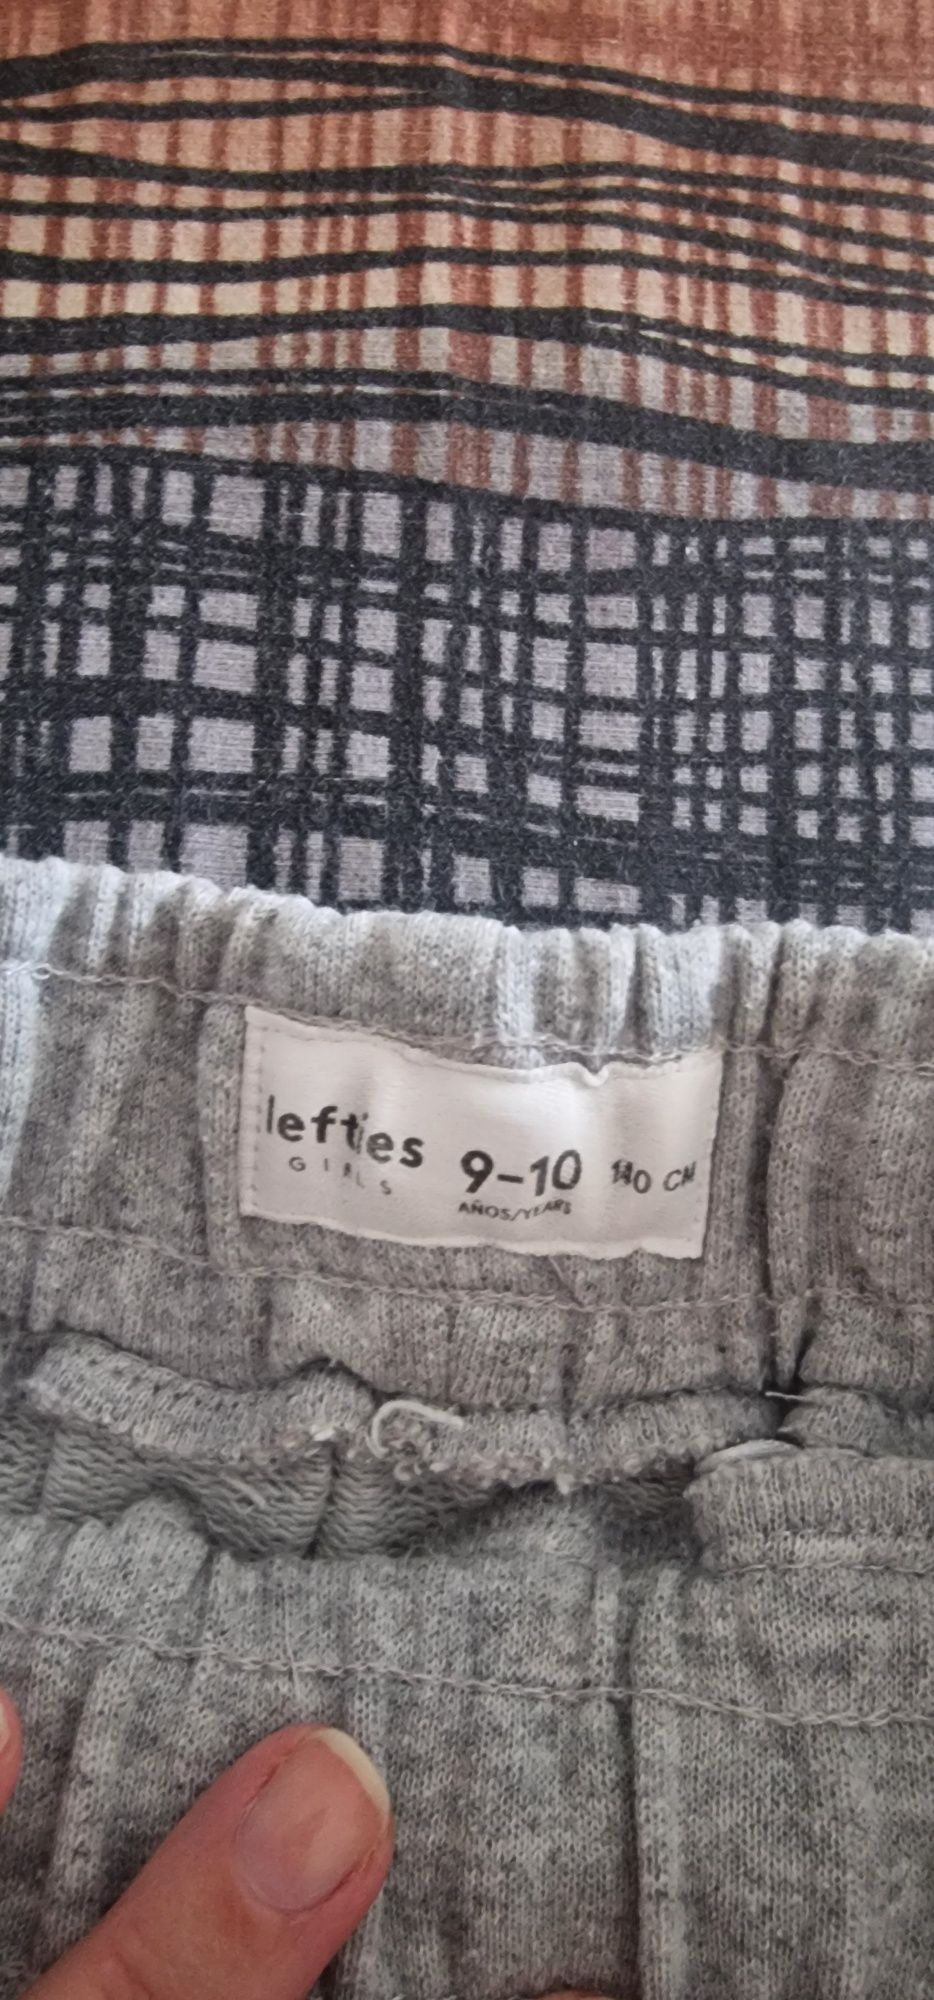 lefties 9-10 140 CM
GIRLS AÑOS/YEARS